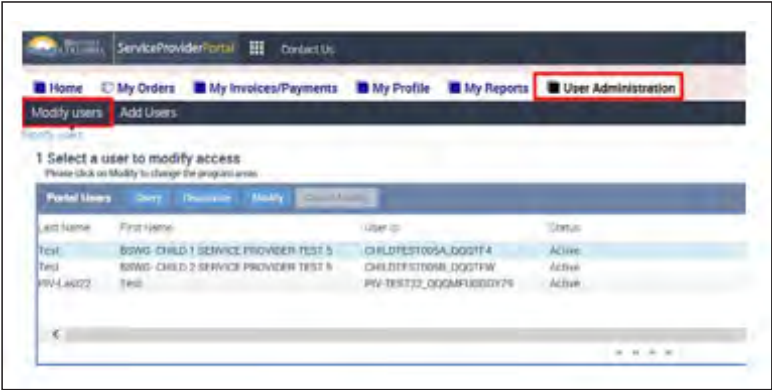 ServiceProviderPortal Contact Us
Home My Orders My Invoices/Payments My Profile My Reports User Administration
Modify users Add Users
Modify users
1 Select a user to modify access
Please click on Modify to change the program areas
Portal Users Query Deactivate Modify
Last Name First Name User ID Status
Test BSWG- CHILD 1 SERVICE PROVIDER TEST 5 Active
Test BSWG- CHILD 2 SERVICE PROVIDER TEST 5 Active
Test Active